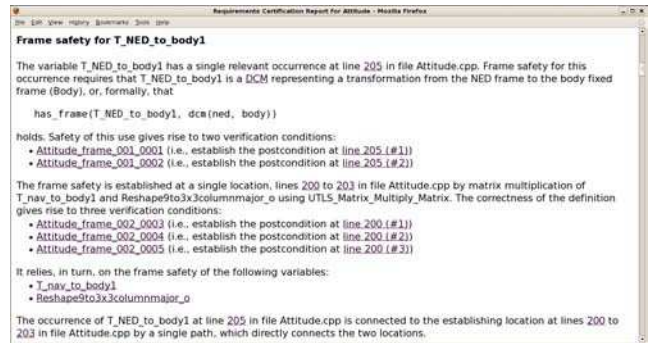 Requirements Certification Report for Attitude - Mozilla Firefox
File Edit View History Bookmarks Tools Help
Frame safety for T_NED_to_body1
The variable T_NED_to_body1 has a single relevant occurrence at line 205 in file Attitude.cpp. Frame safety for this
occurrence requires that T_NED_to_body1 is a DCM representing a transformation from the NED frame to the body fixed
frame (Body), or, formally, that
has_frame(T_NED_to_body1, dcm(ned, body))
holds. Safety of this use gives rise to two verification conditions:
• Attitude_frame_001_0001 (i.e., establish the postcondition at line 205 (#1))
• Attitude_frame_001_0002 (i.e., establish the postcondition at line 205 (#2))
The frame safety is established at a single location, lines 200 to 203 in file Attitude.cpp by matrix multiplication of
T_nav_to_body1 and Reshape9to3x3columnmajor_o using UTLS_Matrix_Multiply_Matrix. The correctness of the definition
gives rise to three verification conditions:
• Attitude_frame_002_0003 (i.e., establish the postcondition at line 200 (#1))
• Attitude_frame_002_0004 (i.e., establish the postcondition at line 200 (#2))
• Attitude_frame_002_0005 (i.e., establish the postcondition at line 200 (#3))
It relies, in turn, on the frame safety of the following variables:
• T_nav_to_body1
• Reshape9to3x3columnmajor_o
The occurrence of T_NED_to_body1 at line 205 in file Attitude.cpp is connected to the establishing location at lines 200 to
203 in file Attitude.cpp by a single path, which directly connects the two locations.